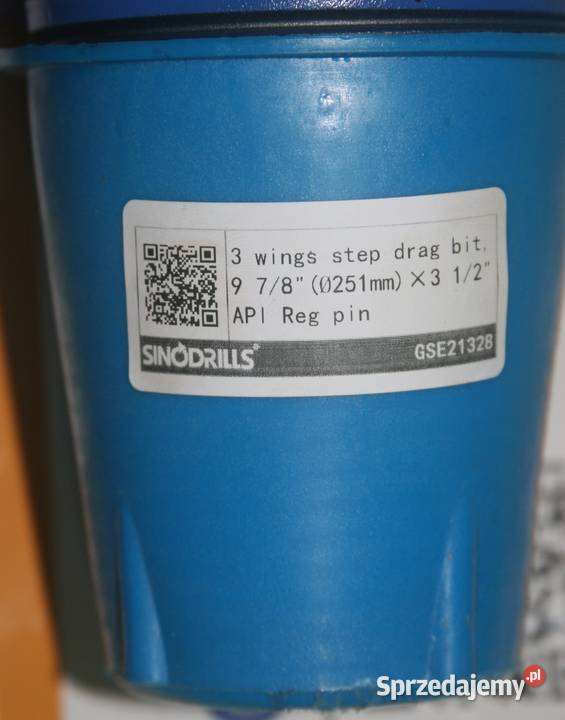 3 wings step drag bit,
9 7/8"(Ø251mm)×3 1/2"
API Reg pin
SINODRILLS®
GSE21328
Sprzedajemy.pl